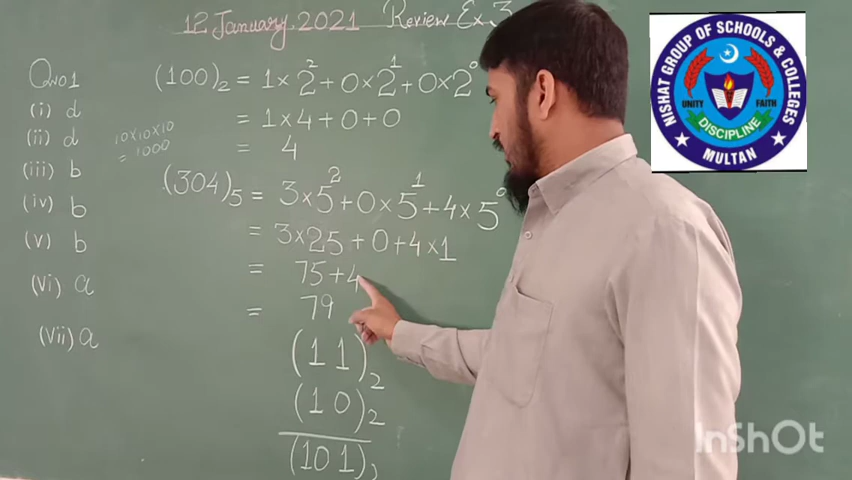 12 January, 2021 Review Ex.3
Q no 1
(i) d
(ii) d
(iii) b
(iv) b
(v) b
(vi) a
(vii) a
10×10×10
= 1000
(100)₂ = 1×2²+0×2¹+0×2⁰
= 1×4+0+0
= 4
(304)₅ = 3×5²+0×5¹+4×5⁰
= 3×25+0+4×1
= 75+4
= 79
(11)₂
(10)₂
(101)₂
NISHAT GROUP OF SCHOOLS & COLLEGES
UNITY FAITH
DISCIPLINE
MULTAN
InShOt